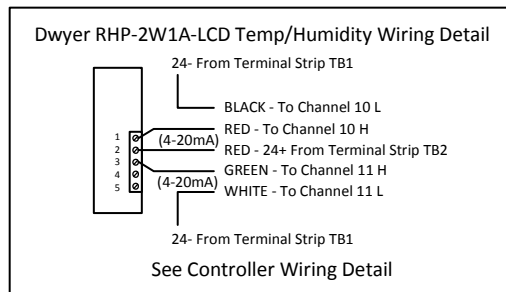 Dwyer RHP-2W1A-LCD Temp/Humidity Wiring Detail
24- From Terminal Strip TB1
BLACK - To Channel 10 L
1 RED - To Channel 10 H
(4-20mA)
2 RED - 24+ From Terminal Strip TB2
3 GREEN - To Channel 11 H
4 (4-20mA)
5 WHITE - To Channel 11 L
24- From Terminal Strip TB1
See Controller Wiring Detail